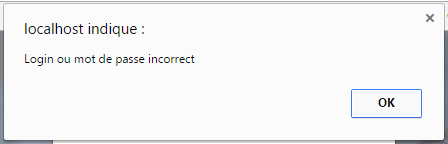 localhost indique :
Login ou mot de passe incorrect
OK